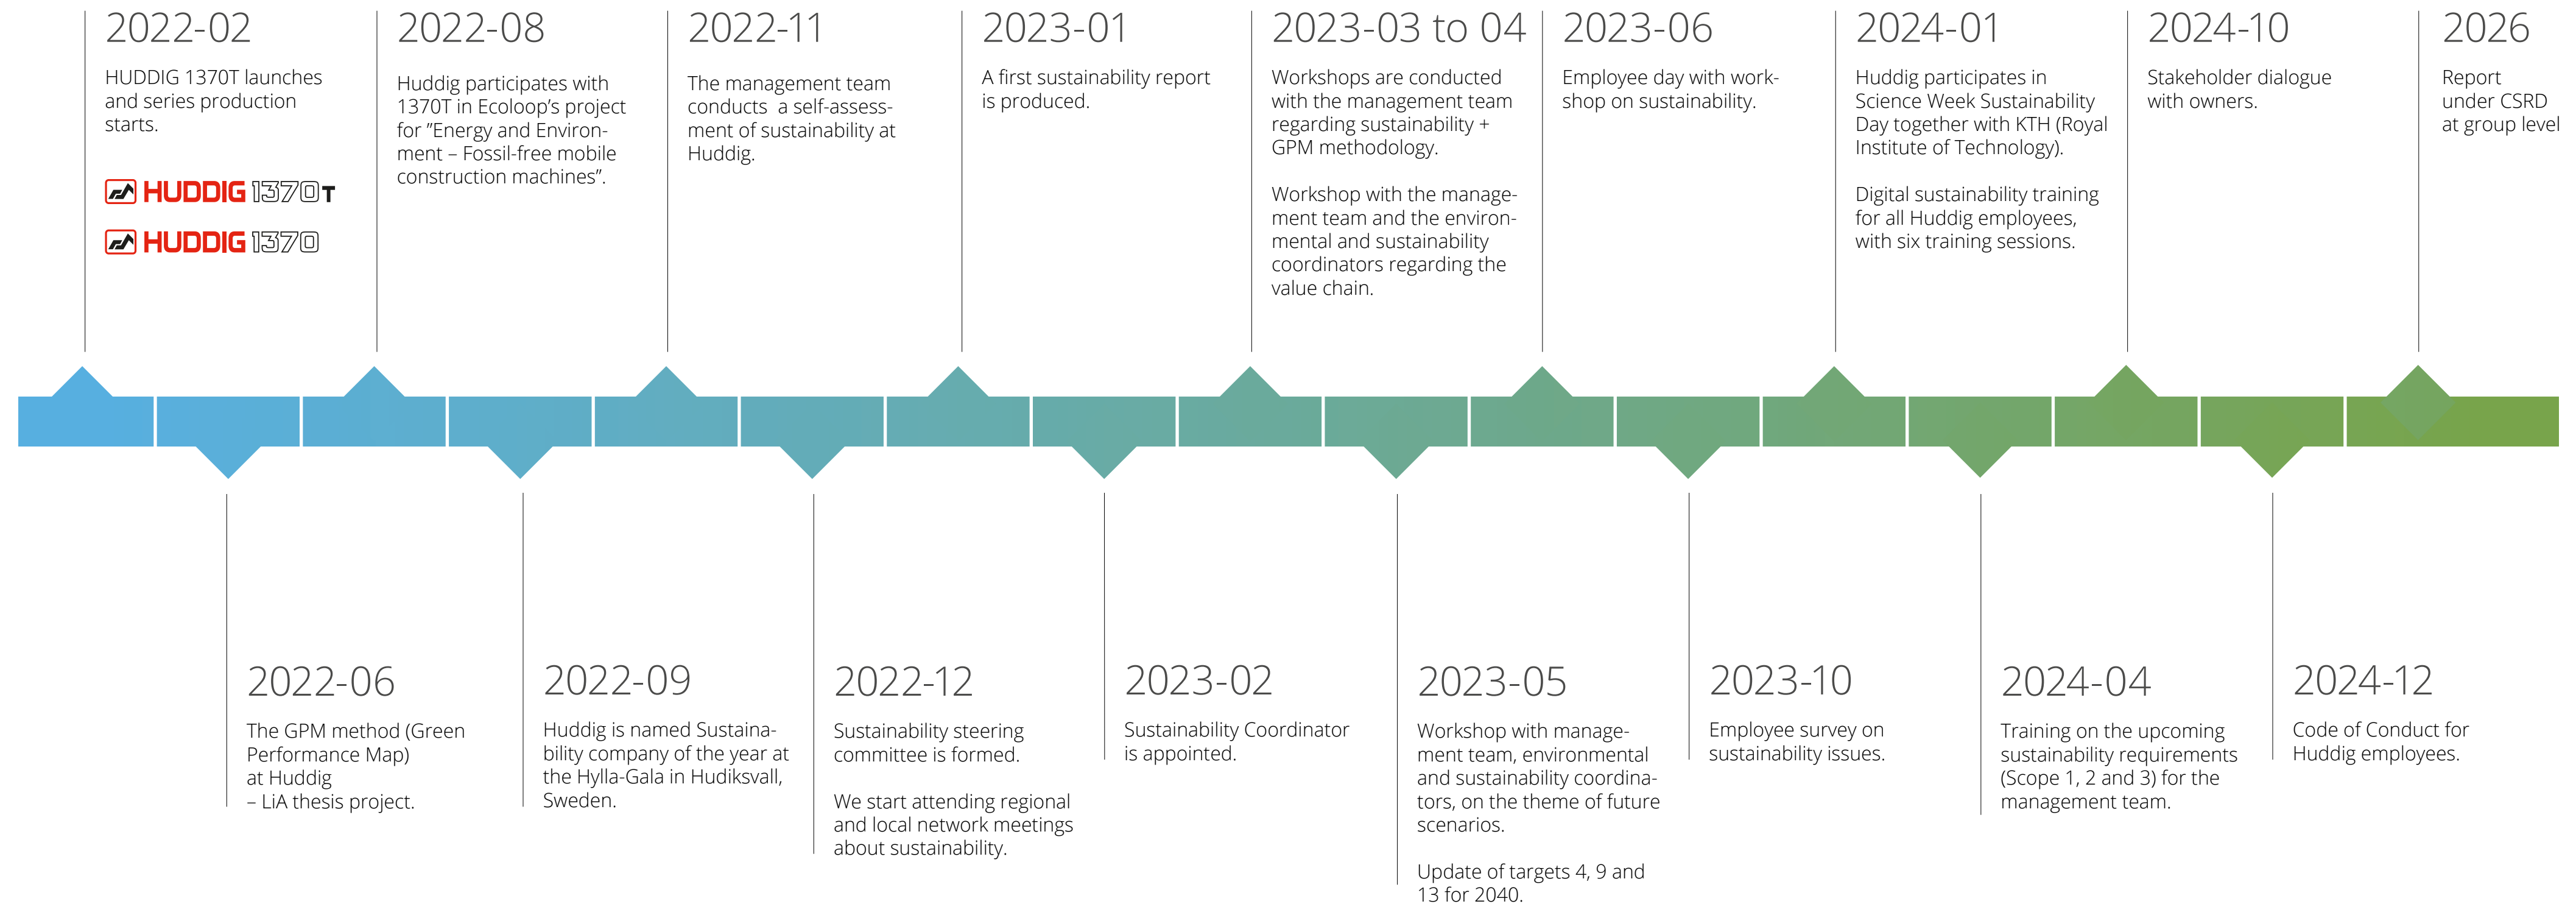 2022-02
HUDDIG 1370T launches
and series production
starts.
HUDDIG 1370T
HUDDIG 1370
2022-08
Huddig participates with
1370T in Ecoloop’s project
for ”Energy and Environ-
ment – Fossil-free mobile
construction machines”.
2022-11
The management team
conducts  a self-assess-
ment of sustainability at
Huddig.
2023-01
A first sustainability report
is produced.
2023-03 to 04
Workshops are conducted
with the management team
regarding sustainability +
GPM methodology.
Workshop with the manage-
ment team and the environ-
mental and sustainability
coordinators regarding the
value chain.
2023-06
Employee day with work-
shop on sustainability.
2024-01
Huddig participates in
Science Week Sustainability
Day together with KTH (Royal
Institute of Technology).
Digital sustainability training
for all Huddig employees,
with six training sessions.
2024-10
Stakeholder dialogue
with owners.
2026
Report
under CSRD
at group level
2022-06
The GPM method (Green
Performance Map)
at Huddig
– LiA thesis project.
2022-09
Huddig is named Sustaina-
bility company of the year at
the Hylla-Gala in Hudiksvall,
Sweden.
2022-12
Sustainability steering
committee is formed.
We start attending regional
and local network meetings
about sustainability.
2023-02
Sustainability Coordinator
is appointed.
2023-05
Workshop with manage-
ment team, environmental
and sustainability coordina-
tors, on the theme of future
scenarios.
Update of targets 4, 9 and
13 for 2040.
2023-10
Employee survey on
sustainability issues.
2024-04
Training on the upcoming
sustainability requirements
(Scope 1, 2 and 3) for the
management team.
2024-12
Code of Conduct for
Huddig employees.